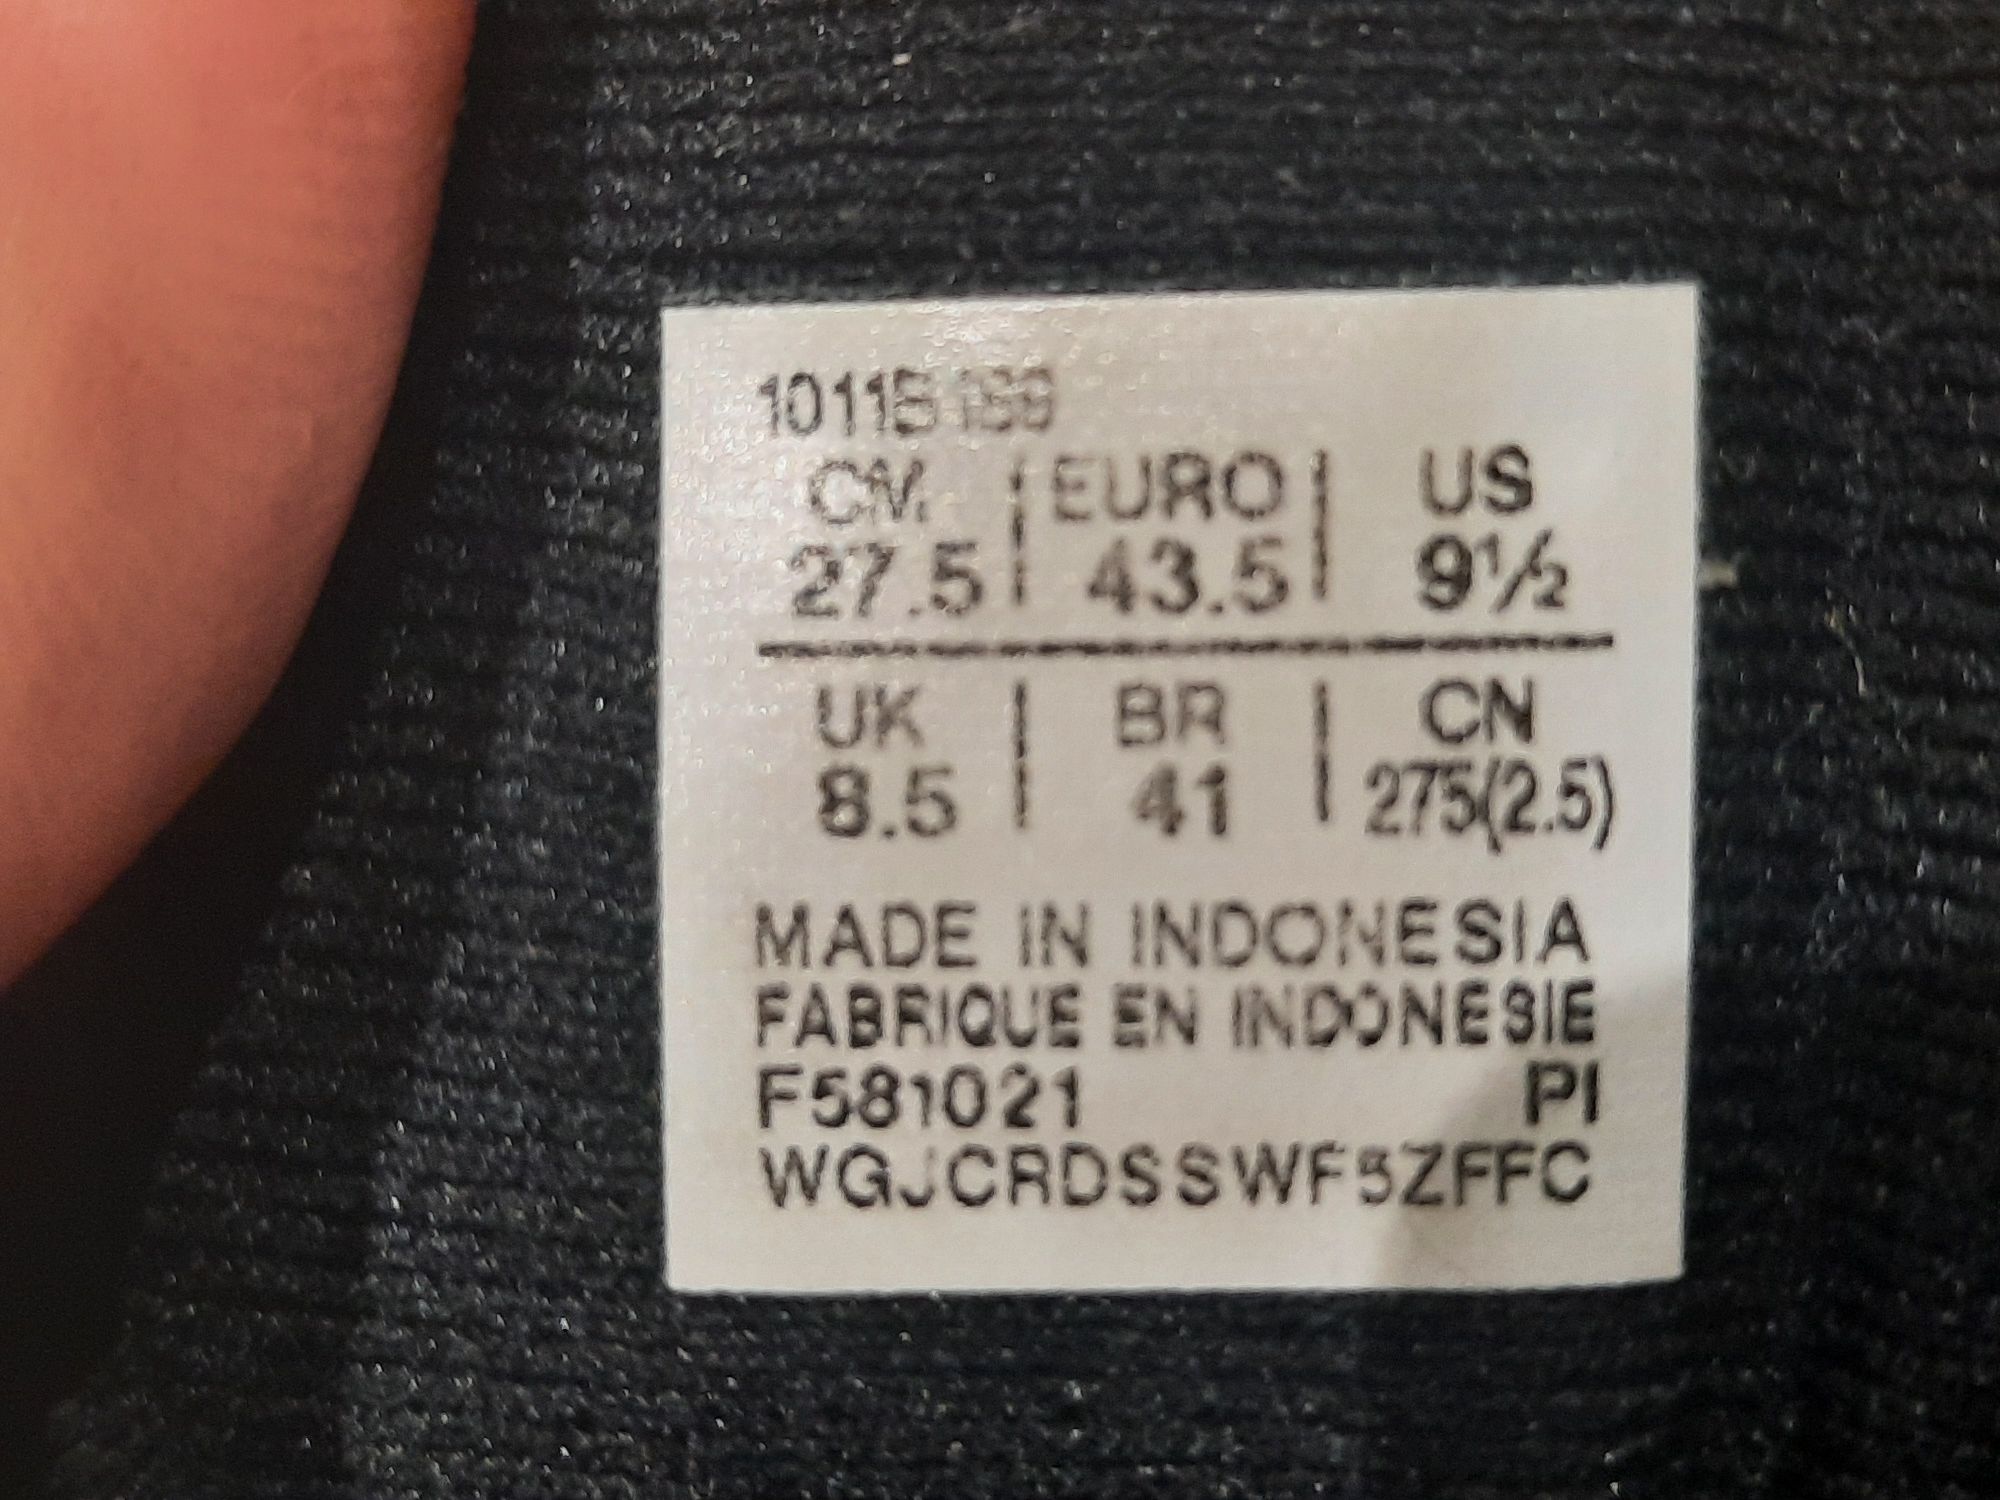 CM | EURO | US
27.5 | 43.5 | 9½
UK | BR | CN
8.5 | 41 | 275(2.5)
MADE IN INDONESIA
FABRIQUE EN INDONESIE
F581021 PI
WGJCRDSSWF5ZFFC